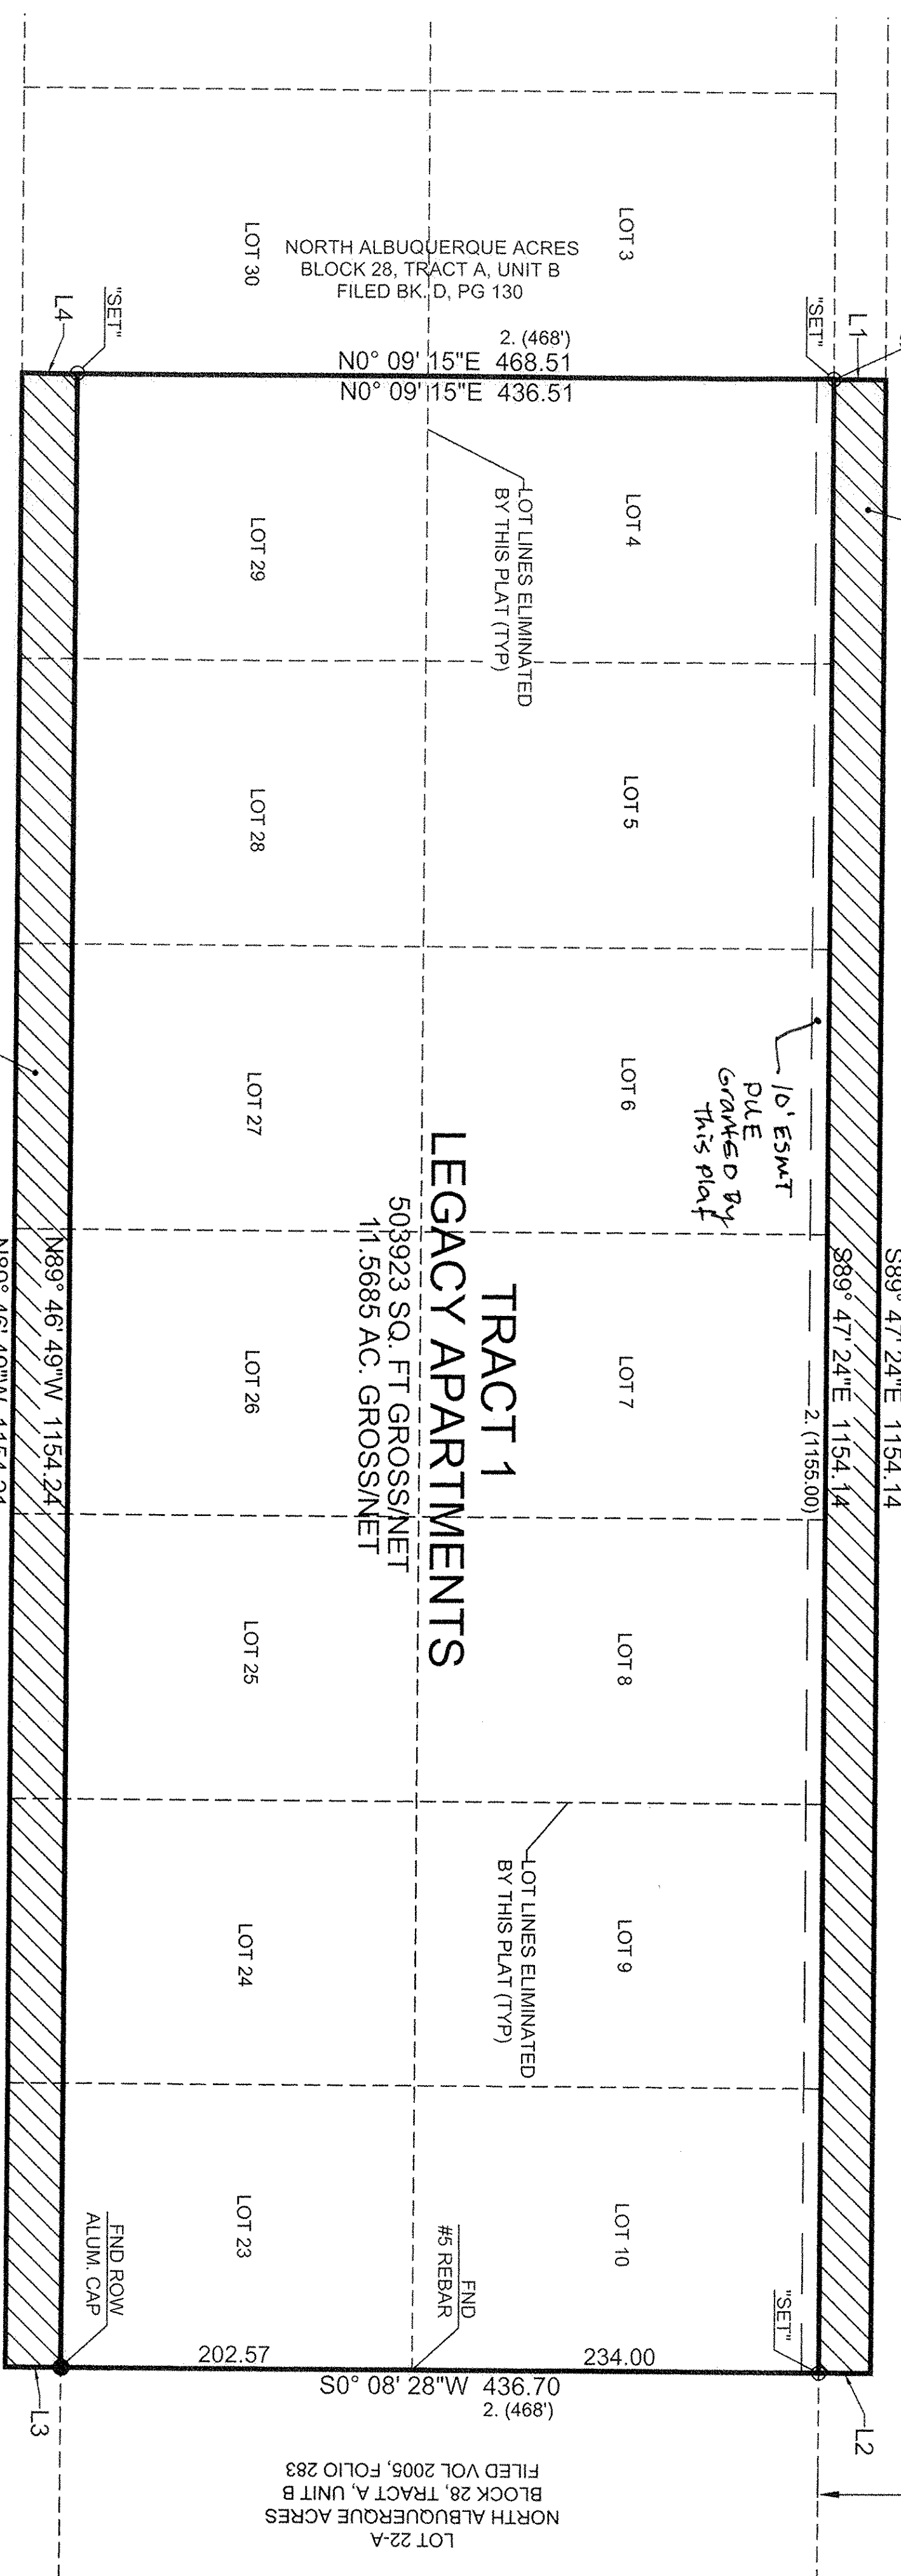 LOT 3
LOT 30
NORTH ALBUQUERQUE ACRES
BLOCK 28, TRACT A, UNIT B
FILED BK. D, PG 130
"SET"
L4
"SET"
L1
2. (468')
N0° 09' 15"E 468.51
N0° 09' 15"E 436.51
LOT LINES ELIMINATED
BY THIS PLAT (TYP)
LOT 4
LOT 29
LOT 5
LOT 28
10' ESMT
PUE
Granted By
This Plat
LOT 6
LOT 27
TRACT 1
LEGACY APARTMENTS
503923 SQ. FT GROSS/NET
11.5685 AC. GROSS/NET
S89° 47' 24"E 1154.14
S89° 47' 24"E 1154.14
2. (1155.00)
N89° 46' 49"W 1154.24
N89° 46' 49"W
LOT 7
LOT 26
LOT 8
LOT 25
LOT LINES ELIMINATED
BY THIS PLAT (TYP)
LOT 9
LOT 24
LOT 10
LOT 23
"SET"
FND
#5 REBAR
FND ROW
ALUM. CAP
202.57
234.00
S0° 08' 28"W 436.70
2. (468')
L3
L2
LOT 22-A
NORTH ALBUQUERQUE ACRES
BLOCK 28, TRACT A, UNIT B
FILED VOL 2005, FOLIO 283